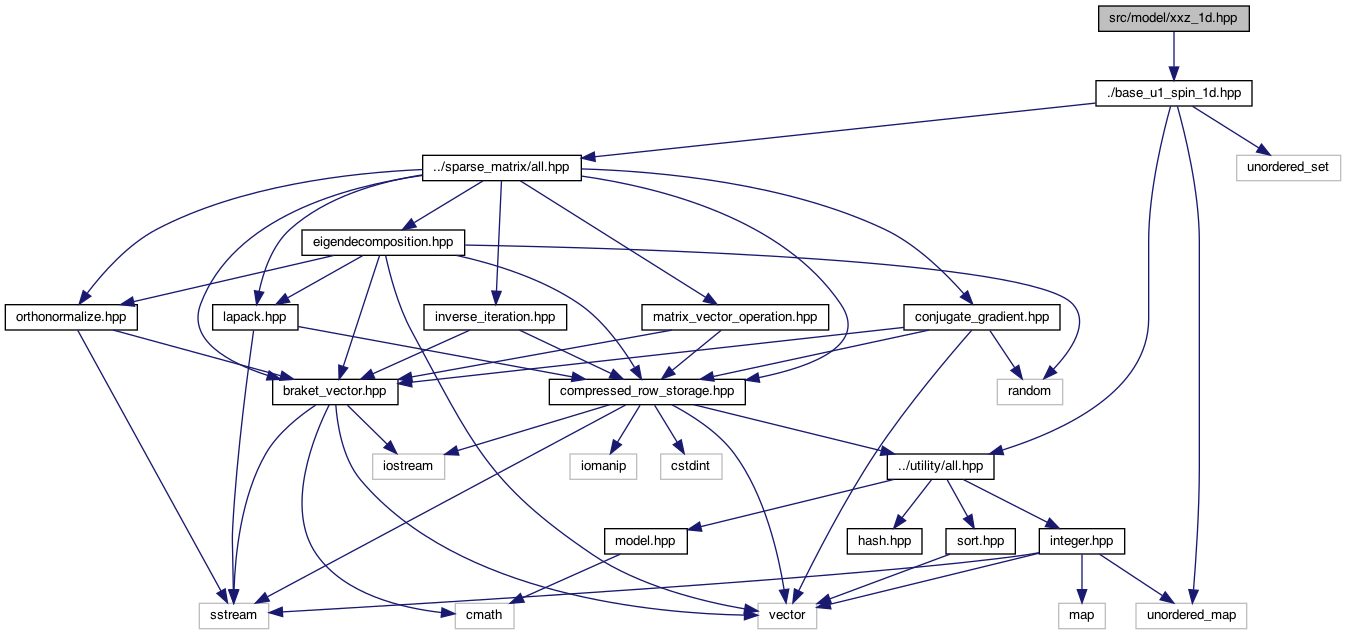 src/model/xxz_1d.hpp
./base_u1_spin_1d.hpp
../sparse_matrix/all.hpp
unordered_set
eigendecomposition.hpp
orthonormalize.hpp
lapack.hpp
inverse_iteration.hpp
matrix_vector_operation.hpp
conjugate_gradient.hpp
braket_vector.hpp
compressed_row_storage.hpp
random
iostream
iomanip
cstdint
../utility/all.hpp
model.hpp
hash.hpp
sort.hpp
integer.hpp
sstream
cmath
vector
map
unordered_map